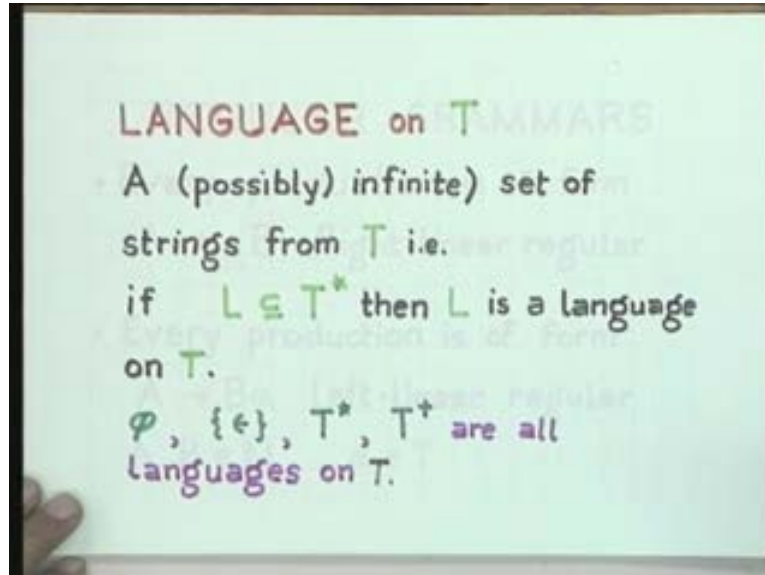 LANGUAGE on T
A (possibly) infinite) set of
strings from T i.e.
if L ⊆ T* then L is a language
on T.
φ, {ϵ}, T*, T⁺ are all
languages on T.